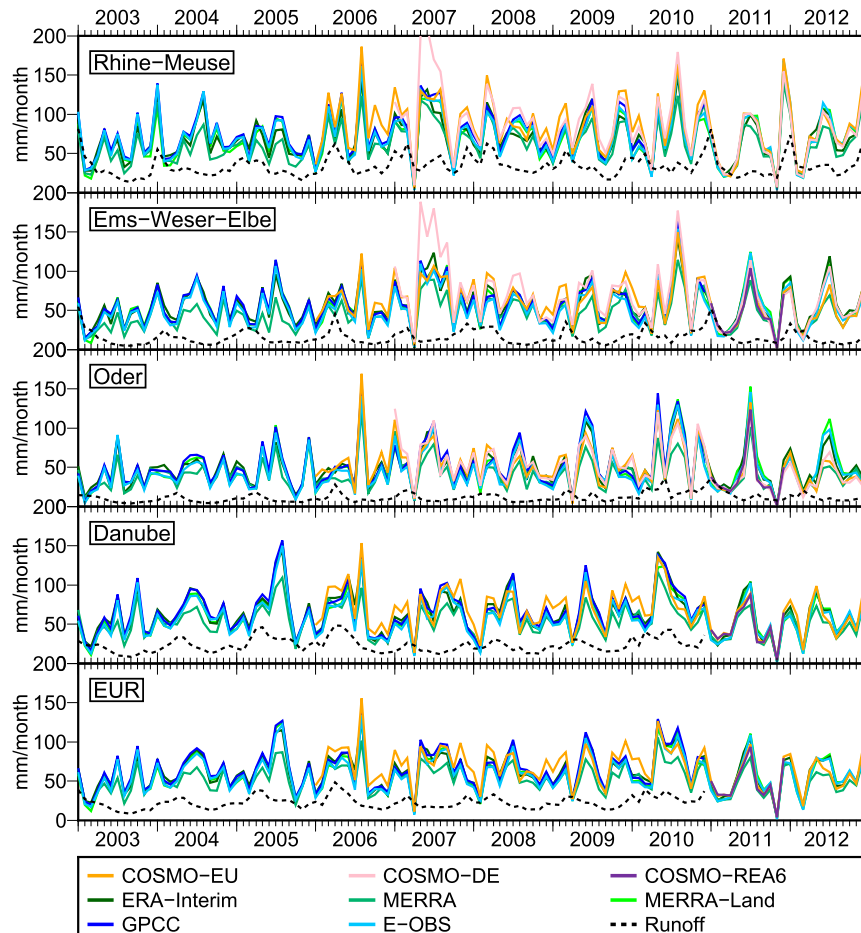 2003 2004 2005 2006 2007 2008 2009 2010 2011 2012
200
150
100
50
mm/month
Rhine−Meuse
200
150
100
50
mm/month
Ems−Weser−Elbe
200
150
100
50
mm/month
Oder
200
150
100
50
mm/month
Danube
200
150
100
50
0
mm/month
EUR
2003 2004 2005 2006 2007 2008 2009 2010 2011 2012
COSMO−EU COSMO−DE COSMO−REA6
ERA−Interim MERRA MERRA−Land
GPCC E−OBS Runoff